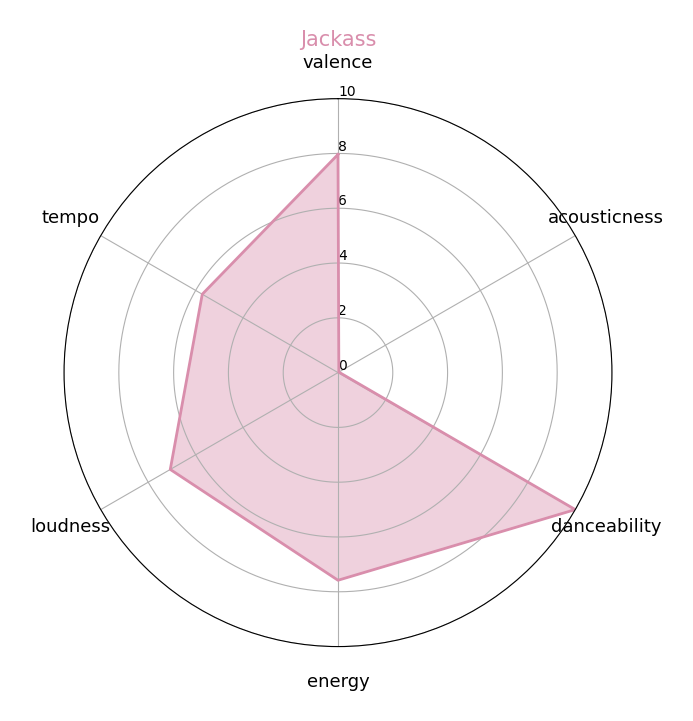 Jackass
valence
10
8
tempo
acousticness
6
4
2
0
loudness
danceability
energy